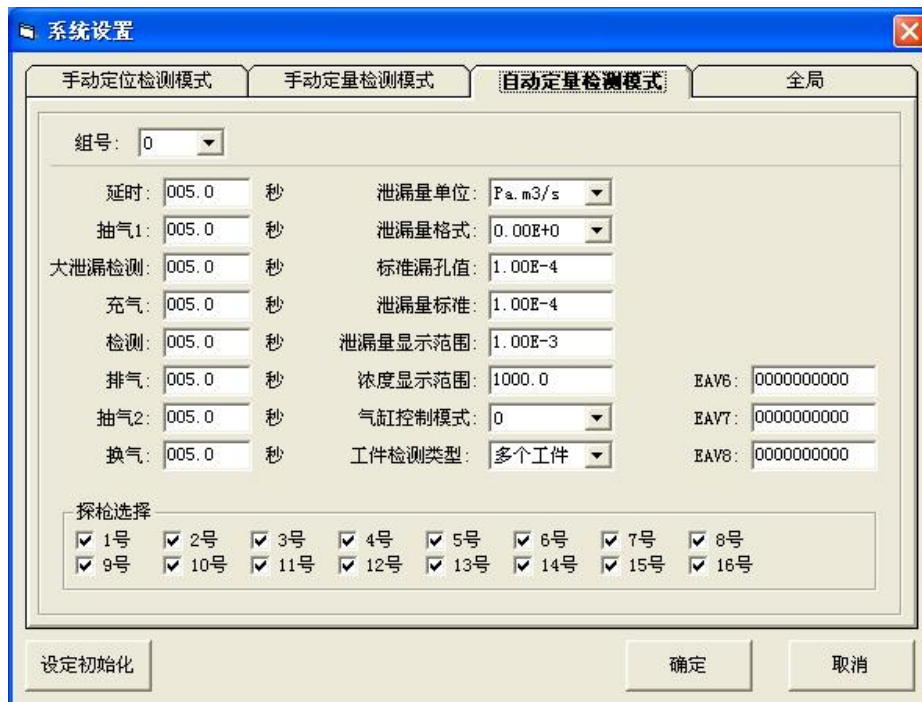 系统设置
手动定位检测模式 手动定量检测模式 自动定量检测模式 全局
组号: 0
延时: 005.0 秒 泄漏量单位: Pa.m3/s
抽气1: 005.0 秒 泄漏量格式: 0.00E+0
大泄漏检测: 005.0 秒 标准漏孔值: 1.00E-4
充气: 005.0 秒 泄漏量标准: 1.00E-4
检测: 005.0 秒 泄漏量显示范围: 1.00E-3
排气: 005.0 秒 浓度显示范围: 1000.0 EAV6: 0000000000
抽气2: 005.0 秒 气缸控制模式: 0 EAV7: 0000000000
换气: 005.0 秒 工件检测类型: 多个工件 EAV8: 0000000000
探枪选择
1号 2号 3号 4号 5号 6号 7号 8号
9号 10号 11号 12号 13号 14号 15号 16号
设定初始化 确定 取消